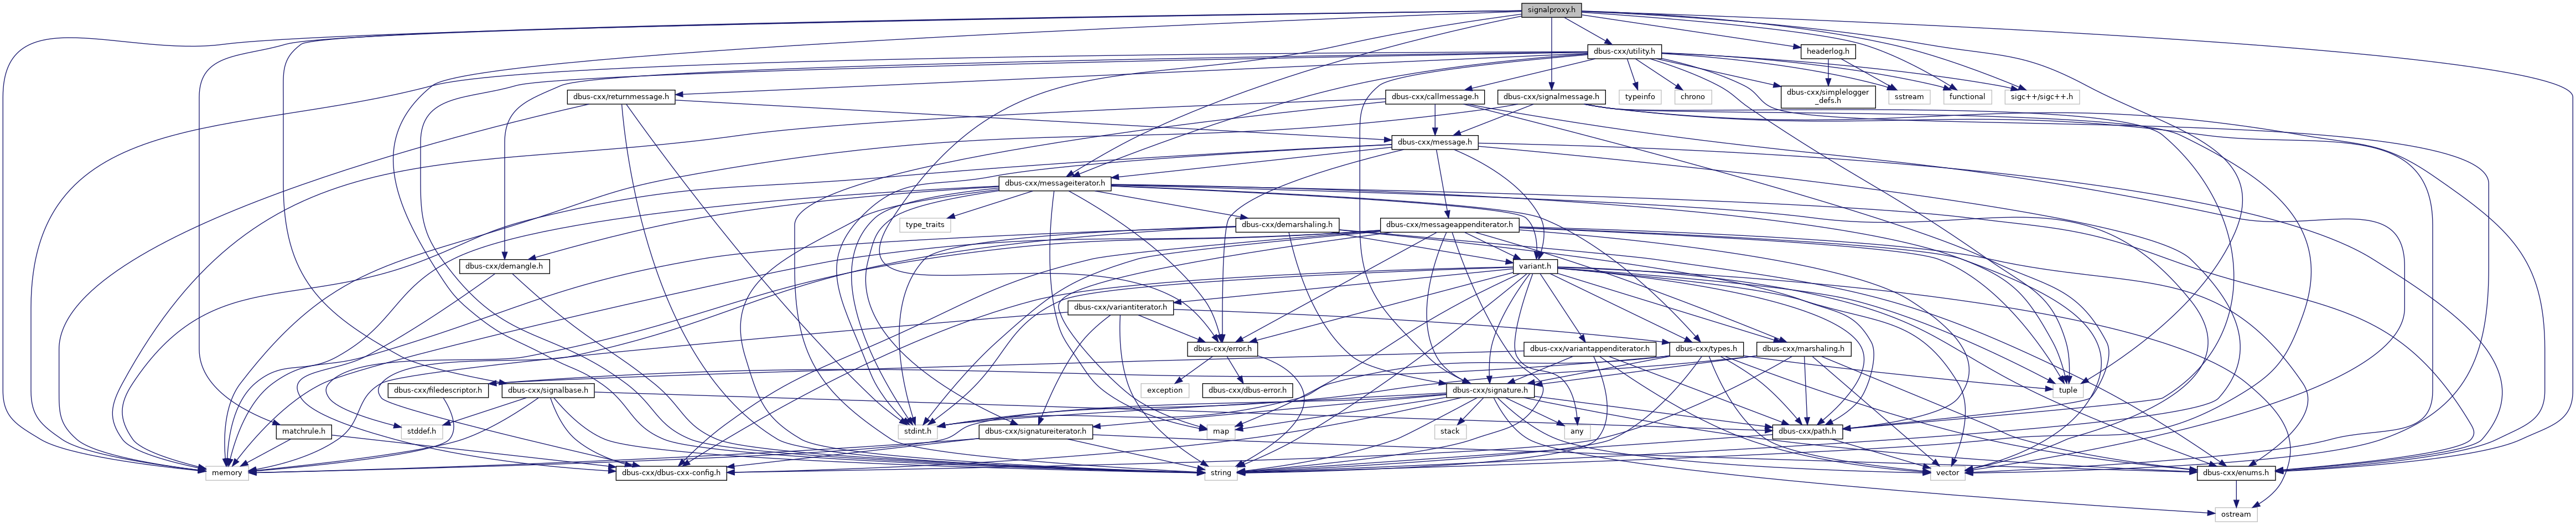 signalproxy.h
dbus-cxx/utility.h
headerlog.h
dbus-cxx/returnmessage.h
dbus-cxx/callmessage.h
dbus-cxx/signalmessage.h
typeinfo
chrono
dbus-cxx/simplelogger
_defs.h
sstream
functional
sigc++/sigc++.h
dbus-cxx/message.h
dbus-cxx/messageiterator.h
type_traits
dbus-cxx/demarshaling.h
dbus-cxx/messageappenditerator.h
dbus-cxx/demangle.h
variant.h
dbus-cxx/variantiterator.h
dbus-cxx/error.h
dbus-cxx/variantappenditerator.h
dbus-cxx/types.h
dbus-cxx/marshaling.h
dbus-cxx/filedescriptor.h
dbus-cxx/signalbase.h
exception
dbus-cxx/dbus-error.h
dbus-cxx/signature.h
tuple
matchrule.h
stddef.h
stdint.h
dbus-cxx/signatureiterator.h
map
stack
any
dbus-cxx/path.h
memory
dbus-cxx/dbus-cxx-config.h
string
vector
dbus-cxx/enums.h
ostream